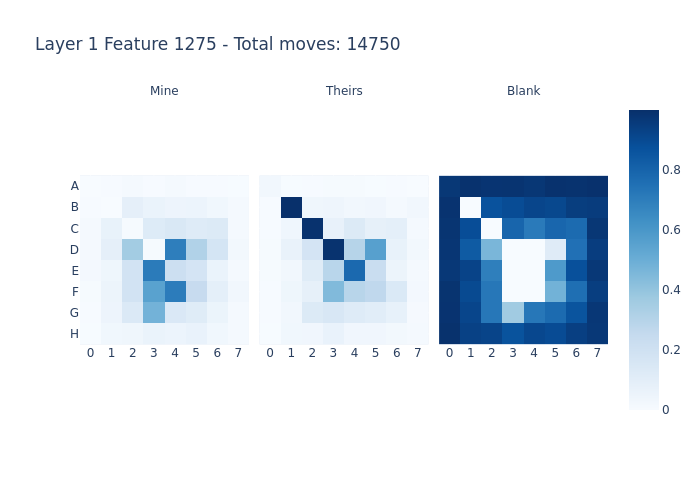 Layer 1 Feature 1275 - Total moves: 14750
Mine Theirs Blank
A
B
C
D
E
F
G
H
0 1 2 3 4 5 6 7 0 1 2 3 4 5 6 7 0 1 2 3 4 5 6 7
0.8
0.6
0.4
0.2
0